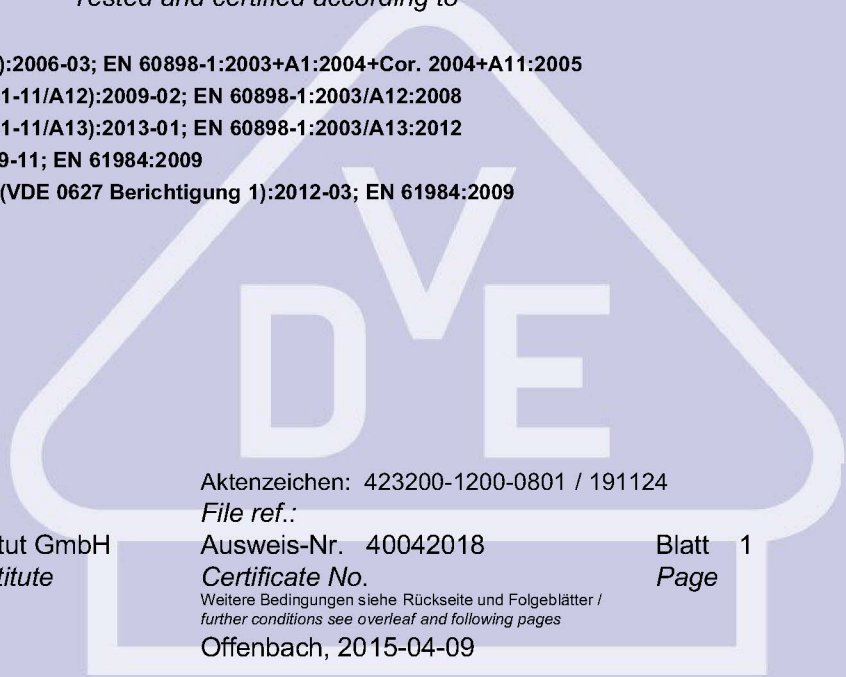 Tested and certified according to
):2006-03; EN 60898-1:2003+A1:2004+Cor. 2004+A11:2005
1-11/A12):2009-02; EN 60898-1:2003/A12:2008
1-11/A13):2013-01; EN 60898-1:2003/A13:2012
9-11; EN 61984:2009
(VDE 0627 Berichtigung 1):2012-03; EN 61984:2009
VDE
Aktenzeichen: 423200-1200-0801 / 191124
File ref.:
tut GmbH Ausweis-Nr. 40042018 Blatt 1
titute Certificate No. Page
Weitere Bedingungen siehe Rückseite und Folgeblätter /
further conditions see overleaf and following pages
Offenbach, 2015-04-09